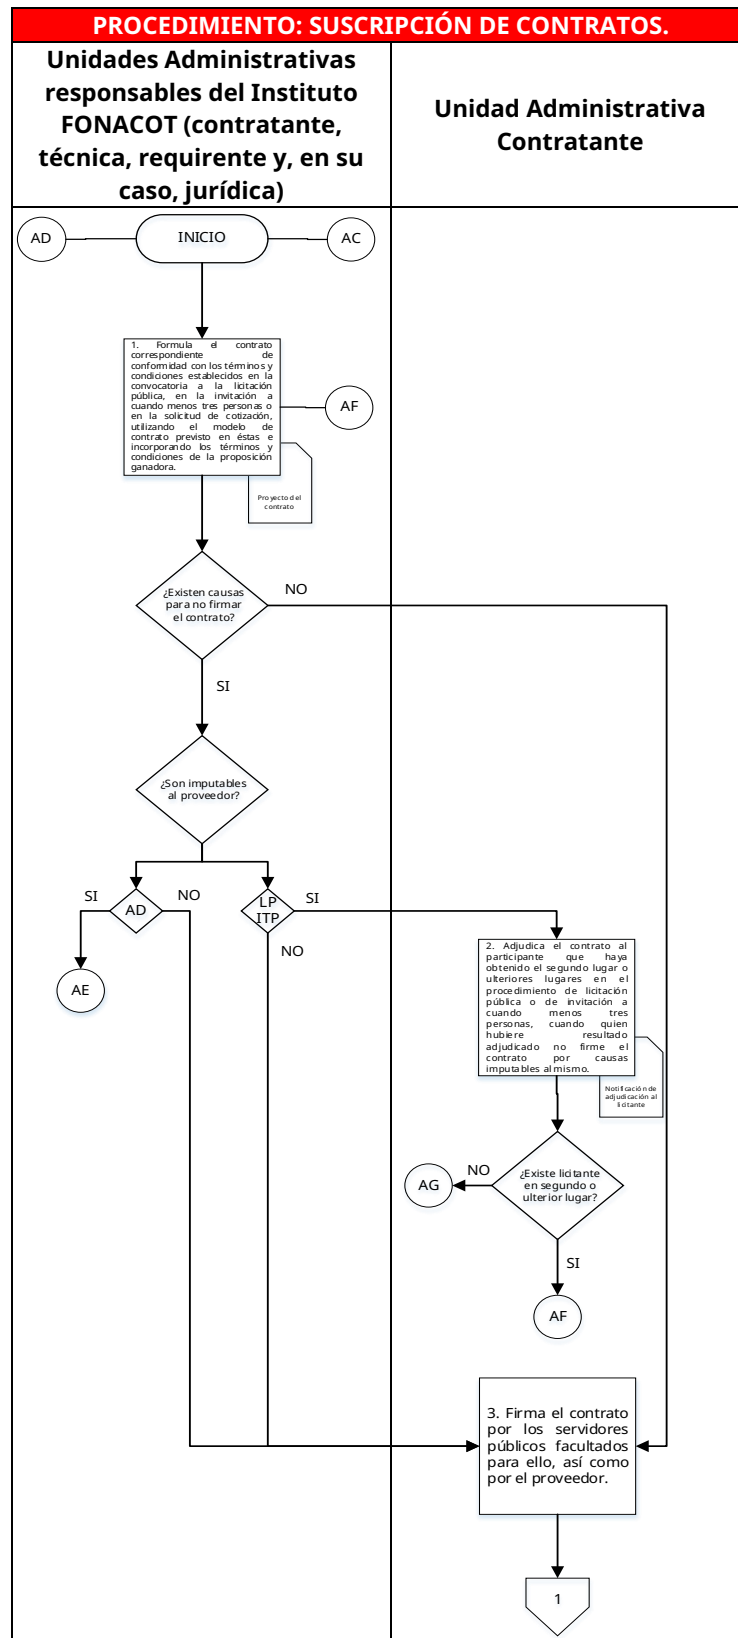 PROCEDIMIENTO: SUSCRIPCIÓN DE CONTRATOS.
Unidades Administrativas
responsables del Instituto
FONACOT (contratante,
técnica, requirente y, en su
caso, jurídica)
Unidad Administrativa
Contratante
AD
INICIO
AC
1. Formula el contrato
correspondiente de
conformidad con los términos y
condiciones establecidos en la
convocatoria a la licitación
pública, en la invitación a
cuando menos tres personas o
en la solicitud de cotización,
utilizando el modelo de
contrato previsto en éstas e
incorporando los términos y
condiciones de la proposición
ganadora.
AF
Proyecto del
contrato
¿Existen causas
para no firmar
el contrato?
NO
SI
¿Son imputables
al proveedor?
SI
AD
NO
LP
ITP
SI
NO
AE
2. Adjudica el contrato al
participante que haya
obtenido el segundo lugar o
ulteriores lugares en el
procedimiento de licitación
pública o de invitación a
cuando menos tres
personas, cuando quien
hubiere resultado
adjudicado no firme el
contrato por causas
imputables al mismo.
Notificación de
adjudicación al
licitante
¿Existe licitante
en segundo o
ulterior lugar?
NO
AG
SI
AF
3. Firma el contrato
por los servidores
públicos facultados
para ello, así como
por el proveedor.
1